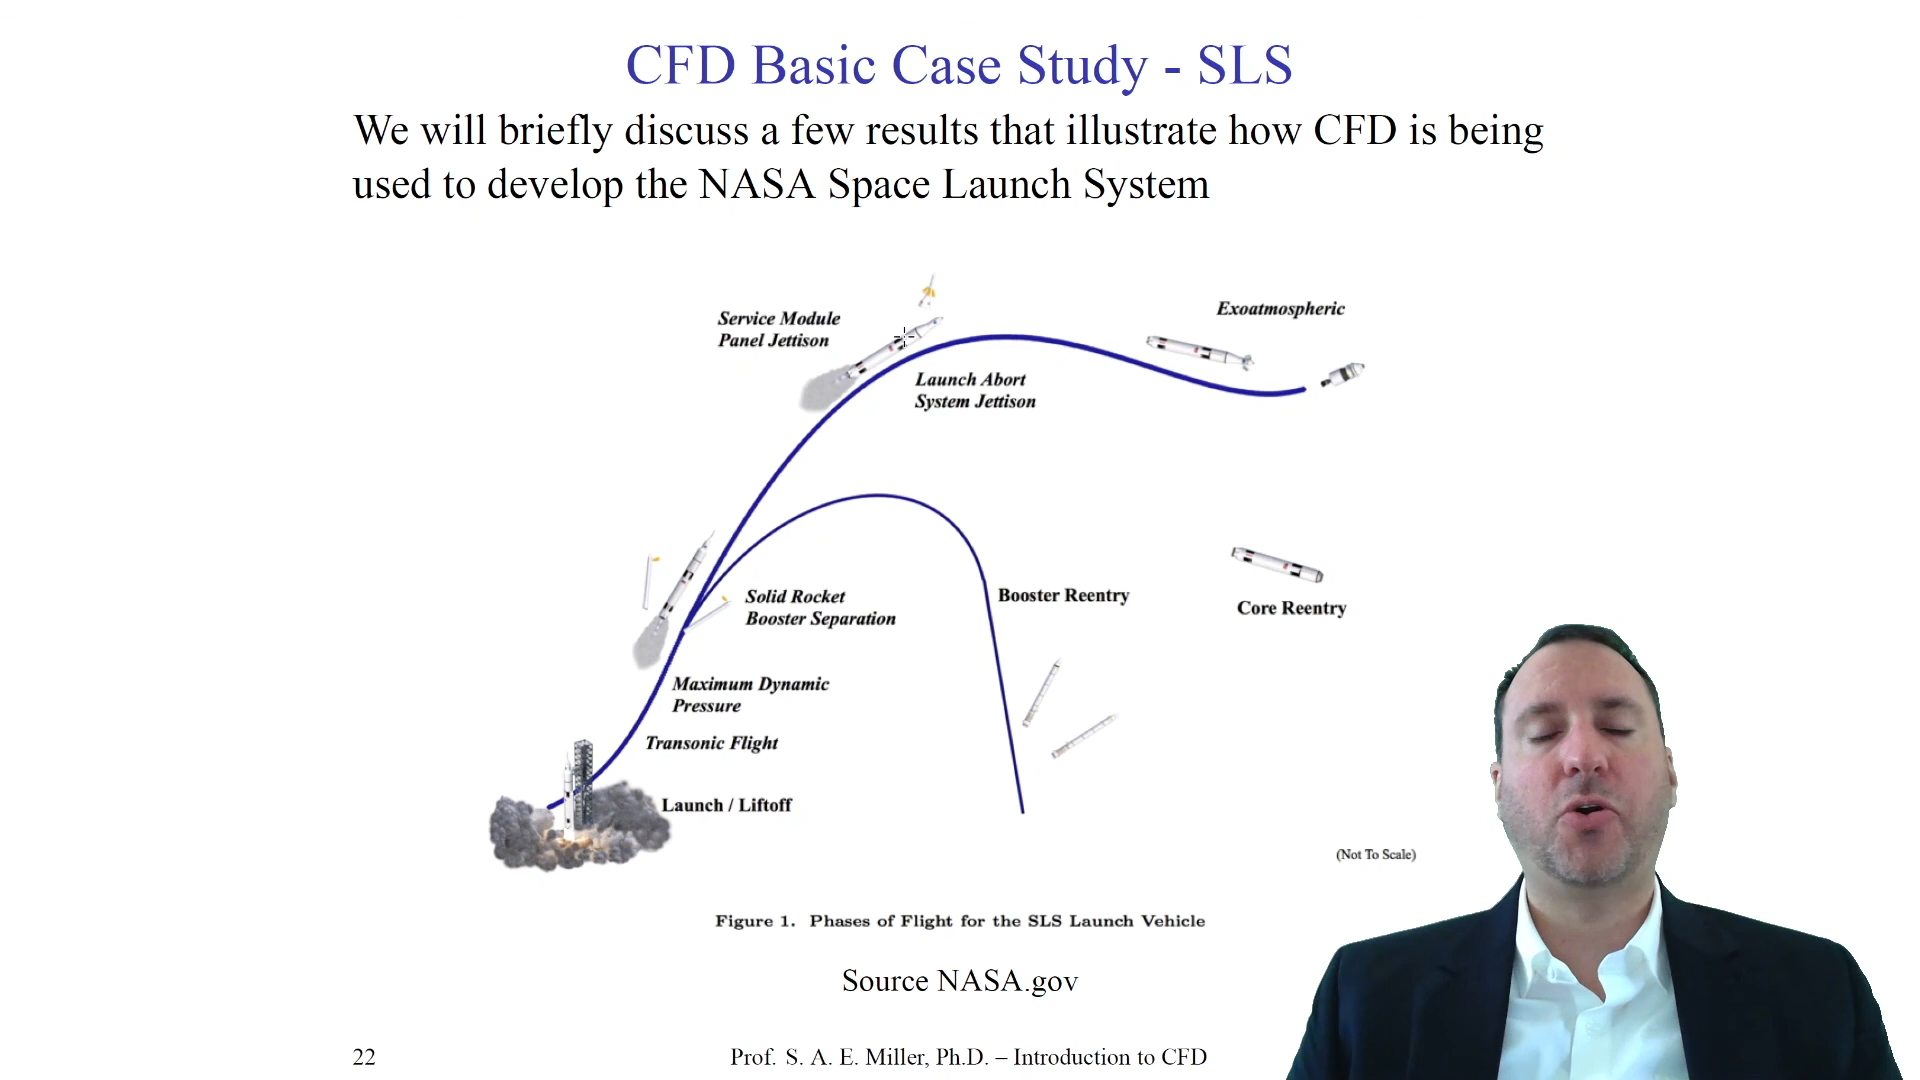 CFD Basic Case Study - SLS
We will briefly discuss a few results that illustrate how CFD is being
used to develop the NASA Space Launch System
Service Module
Panel Jettison
Exoatmospheric
Launch Abort
System Jettison
Solid Rocket
Booster Separation
Booster Reentry
Core Reentry
Maximum Dynamic
Pressure
Transonic Flight
Launch / Liftoff
(Not To Scale)
Figure 1. Phases of Flight for the SLS Launch Vehicle
Source NASA.gov
22
Prof. S. A. E. Miller, Ph.D. – Introduction to CFD